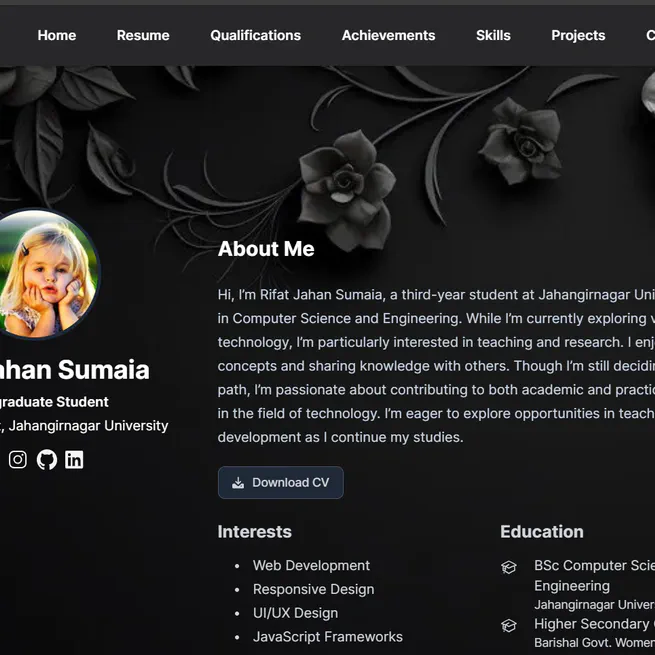 Home Resume Qualifications Achievements Skills Projects
About Me
Hi, I'm Rifat Jahan Sumaia, a third-year student at Jahangirnagar Uni
in Computer Science and Engineering. While I'm currently exploring v
technology, I'm particularly interested in teaching and research. I enj
concepts and sharing knowledge with others. Though I'm still decidin
path, I'm passionate about contributing to both academic and practic
in the field of technology. I'm eager to explore opportunities in teach
development as I continue my studies.
ahan Sumaia
graduate Student
, Jahangirnagar University
Download CV
Interests
• Web Development
• Responsive Design
• UI/UX Design
• JavaScript Frameworks
Education
BSc Computer Scie
Engineering
Jahangirnagar Univer
Higher Secondary
Barishal Govt. Women